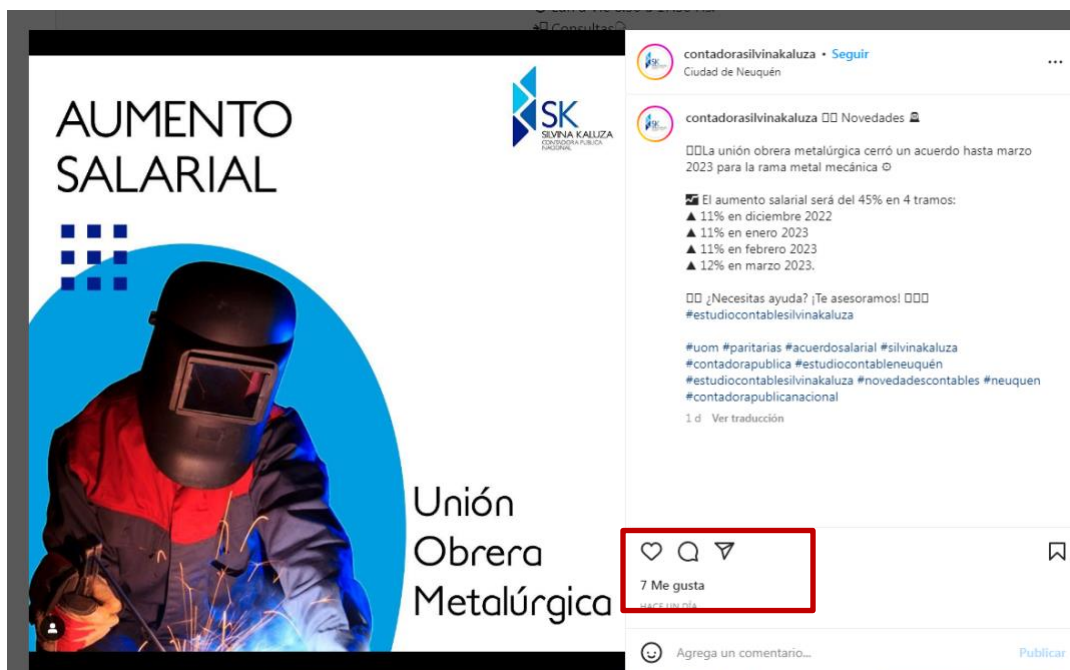 Consultas
AUMENTO
SALARIAL
SK
SILVINA KALUZA
CONTADORA PUBLICA
NACIONAL
Unión
Obrera
Metalúrgica
contadorasilvinakaluza • Seguir
Ciudad de Neuquén
contadorasilvinakaluza Novedades
La unión obrera metalúrgica cerró un acuerdo hasta marzo
2023 para la rama metal mecánica
El aumento salarial será del 45% en 4 tramos:
▲ 11% en diciembre 2022
▲ 11% en enero 2023
▲ 11% en febrero 2023
▲ 12% en marzo 2023.
¿Necesitas ayuda? ¡Te asesoramos!
#estudiocontablesilvinakaluza
#uom #paritarias #acuerdosalarial #silvinakaluza
#contadorapublica #estudiocontableneuquén
#estudiocontablesilvinakaluza #novedadescontables #neuquen
#contadorapublicanacional
1 d Ver traducción
7 Me gusta
HACE UN DÍA
Agrega un comentario... Publicar